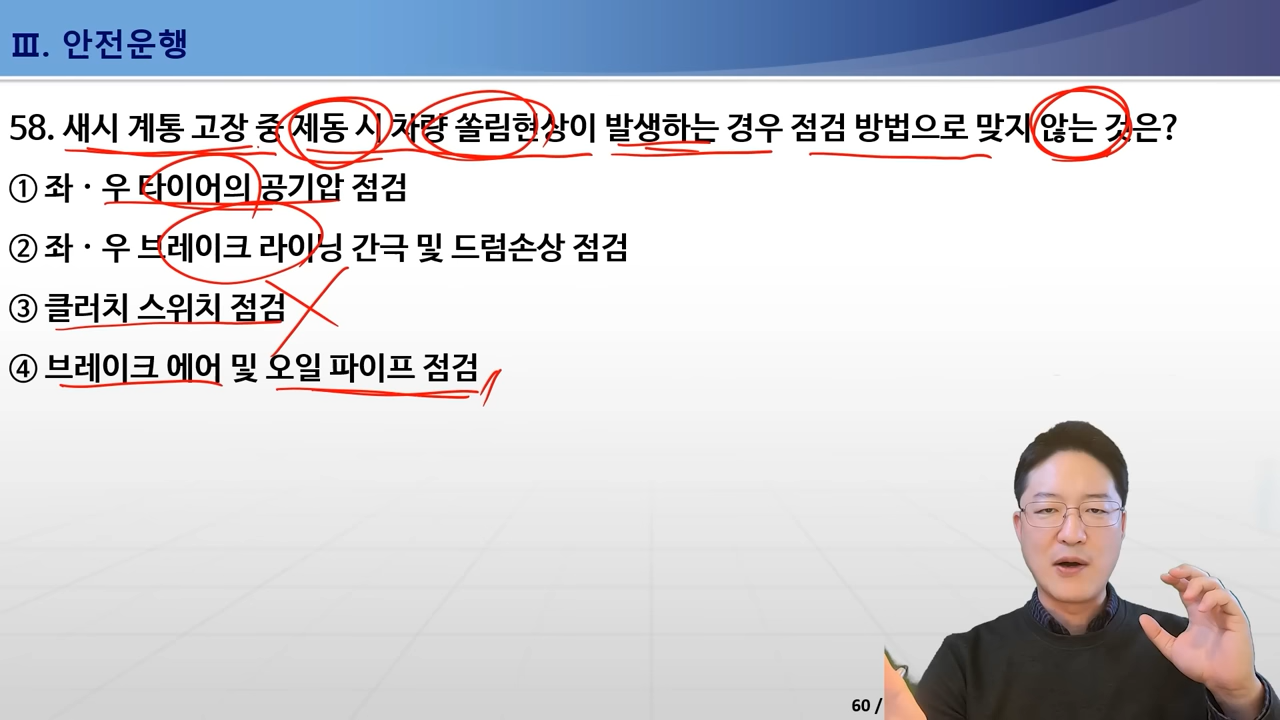 Ⅲ. 안전운행
58. 새시 계통 고장 중 제동 시 차량 쏠림현상이 발생하는 경우 점검 방법으로 맞지 않는 것은?
① 좌 · 우 타이어의 공기압 점검
② 좌 · 우 브레이크 라이닝 간극 및 드럼손상 점검
③ 클러치 스위치 점검
④ 브레이크 에어 및 오일 파이프 점검
60 /